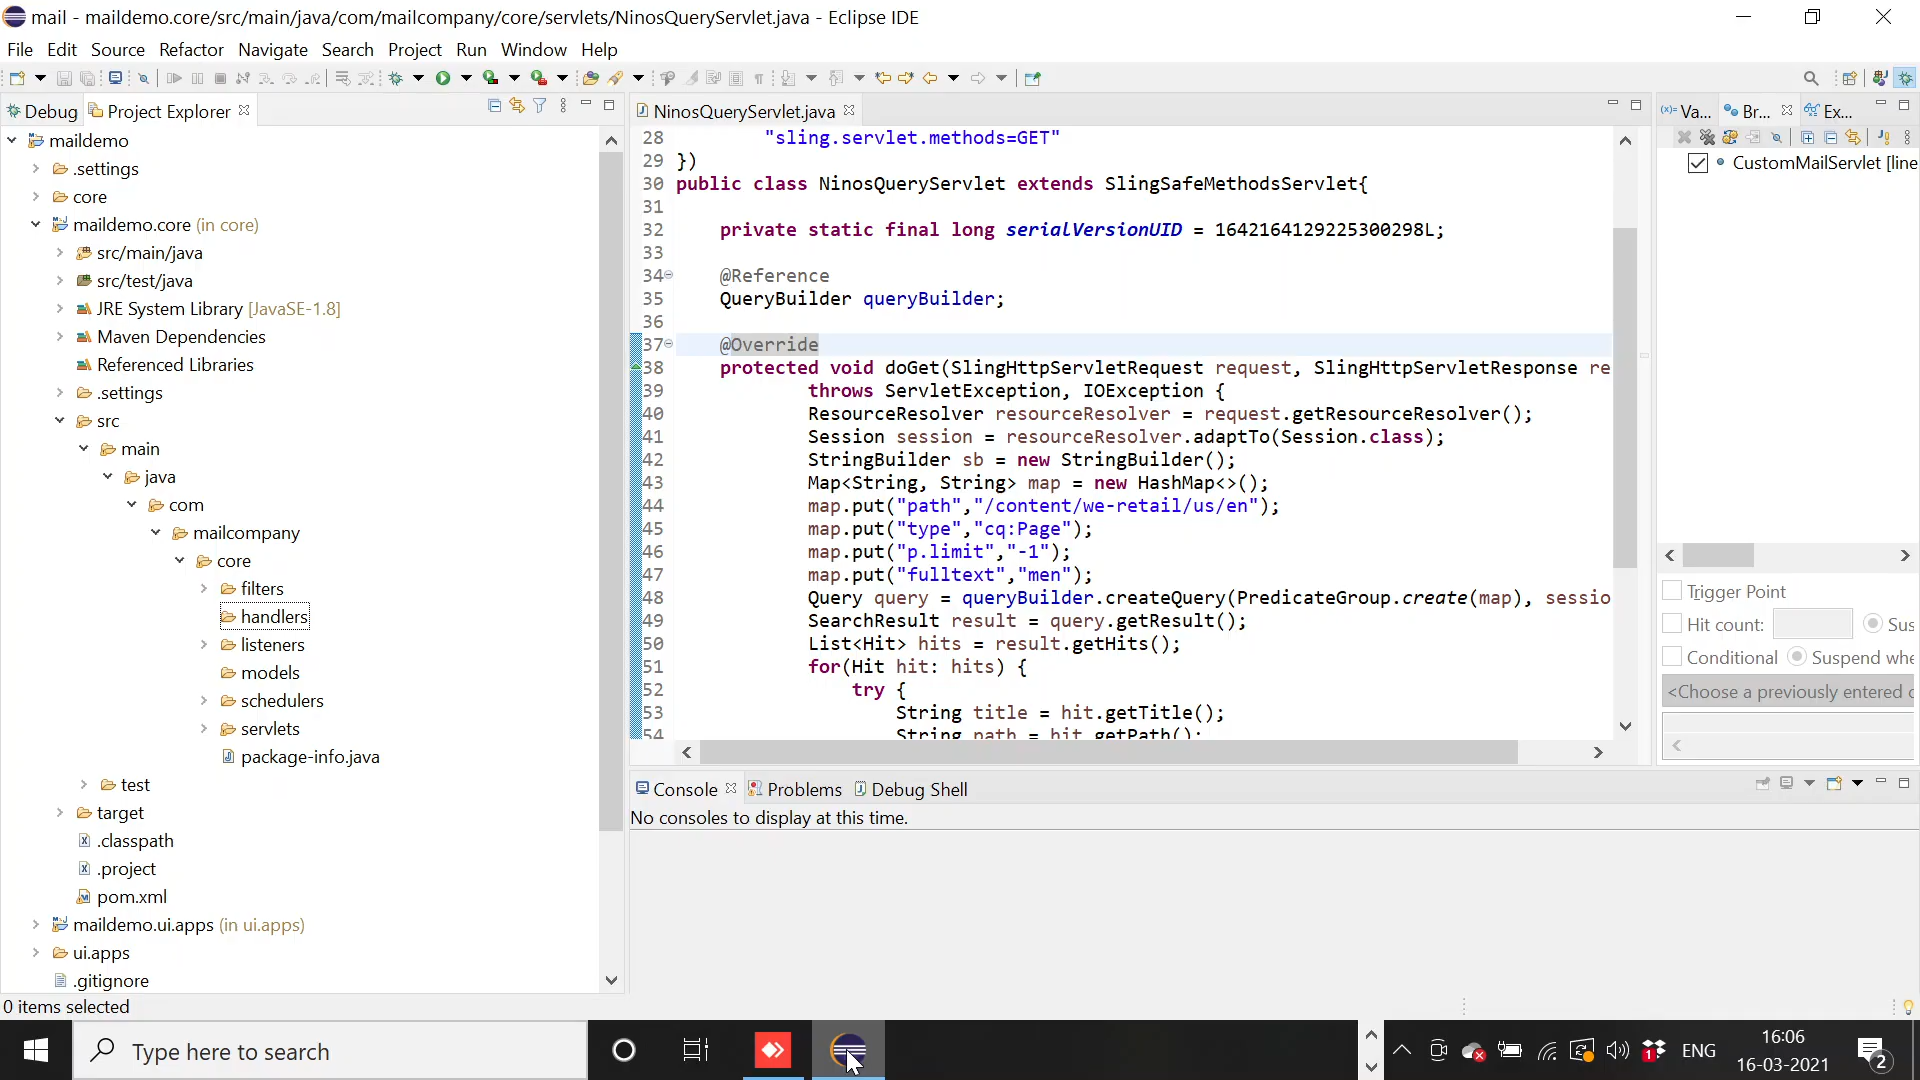 mail - maildemo.core/src/main/java/com/mailcompany/core/servlets/NinosQueryServlet.java - Eclipse IDE
File Edit Source Refactor Navigate Search Project Run Window Help
Debug Project Explorer
maildemo
.settings
core
maildemo.core (in core)
src/main/java
src/test/java
JRE System Library [JavaSE-1.8]
Maven Dependencies
Referenced Libraries
.settings
src
main
java
com
mailcompany
core
filters
handlers
listeners
models
schedulers
servlets
package-info.java
test
target
.classpath
.project
pom.xml
maildemo.ui.apps (in ui.apps)
ui.apps
.gitignore
0 items selected
NinosQueryServlet.java
28 "sling.servlet.methods=GET"
29 })
30 public class NinosQueryServlet extends SlingSafeMethodsServlet{
31
32 private static final long serialVersionUID = 1642164129225300298L;
33
34 @Reference
35 QueryBuilder queryBuilder;
36
37 @Override
38 protected void doGet(SlingHttpServletRequest request, SlingHttpServletResponse re
39 throws ServletException, IOException {
40 ResourceResolver resourceResolver = request.getResourceResolver();
41 Session session = resourceResolver.adaptTo(Session.class);
42 StringBuilder sb = new StringBuilder();
43 Map<String, String> map = new HashMap<>();
44 map.put("path","/content/we-retail/us/en");
45 map.put("type","cq:Page");
46 map.put("p.limit","-1");
47 map.put("fulltext","men");
48 Query query = queryBuilder.createQuery(PredicateGroup.create(map), sessio
49 SearchResult result = query.getResult();
50 List<Hit> hits = result.getHits();
51 for(Hit hit: hits) {
52 try {
53 String title = hit.getTitle();
54 String path = hit.getPath();
Va... Br... Ex...
CustomMailServlet [line
Trigger Point
Hit count: Sus
Conditional Suspend whe
<Choose a previously entered c
Console Problems Debug Shell
No consoles to display at this time.
Type here to search
1
ENG
16:06
16-03-2021
2